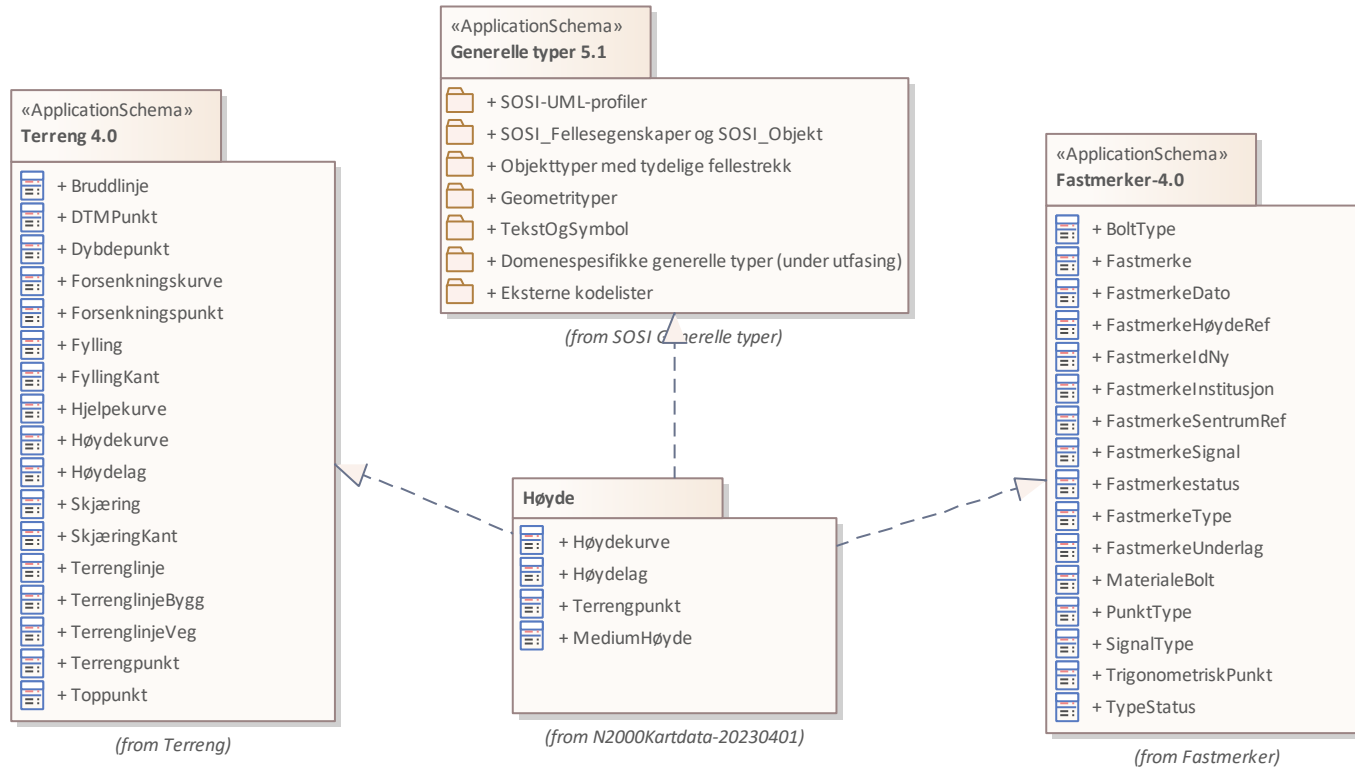 «ApplicationSchema»
Terreng 4.0
+ Bruddlinje
+ DTMPunkt
+ Dybdepunkt
+ Forsenkningskurve
+ Forsenkningspunkt
+ Fylling
+ FyllingKant
+ Hjelpekurve
+ Høydekurve
+ Høydelag
+ Skjæring
+ SkjæringKant
+ Terrenglinje
+ TerrenglinjeBygg
+ TerrenglinjeVeg
+ Terrengpunkt
+ Toppunkt
(from Terreng)
«ApplicationSchema»
Generelle typer 5.1
+ SOSI-UML-profiler
+ SOSI_Fellesegenskaper og SOSI_Objekt
+ Objekttyper med tydelige fellestrekk
+ Geometrityper
+ TekstOgSymbol
+ Domenespesifikke generelle typer (under utfasing)
+ Eksterne kodelister
(from SOSI Generelle typer)
Høyde
+ Høydekurve
+ Høydelag
+ Terrengpunkt
+ MediumHøyde
(from N2000Kartdata-20230401)
«ApplicationSchema»
Fastmerker-4.0
+ BoltType
+ Fastmerke
+ FastmerkeDato
+ FastmerkeHøydeRef
+ FastmerkeIdNy
+ FastmerkeInstitusjon
+ FastmerkeSentrumRef
+ FastmerkeSignal
+ Fastmerkestatus
+ FastmerkeType
+ FastmerkeUnderlag
+ MaterialeBolt
+ PunktType
+ SignalType
+ TrigonometriskPunkt
+ TypeStatus
(from Fastmerker)